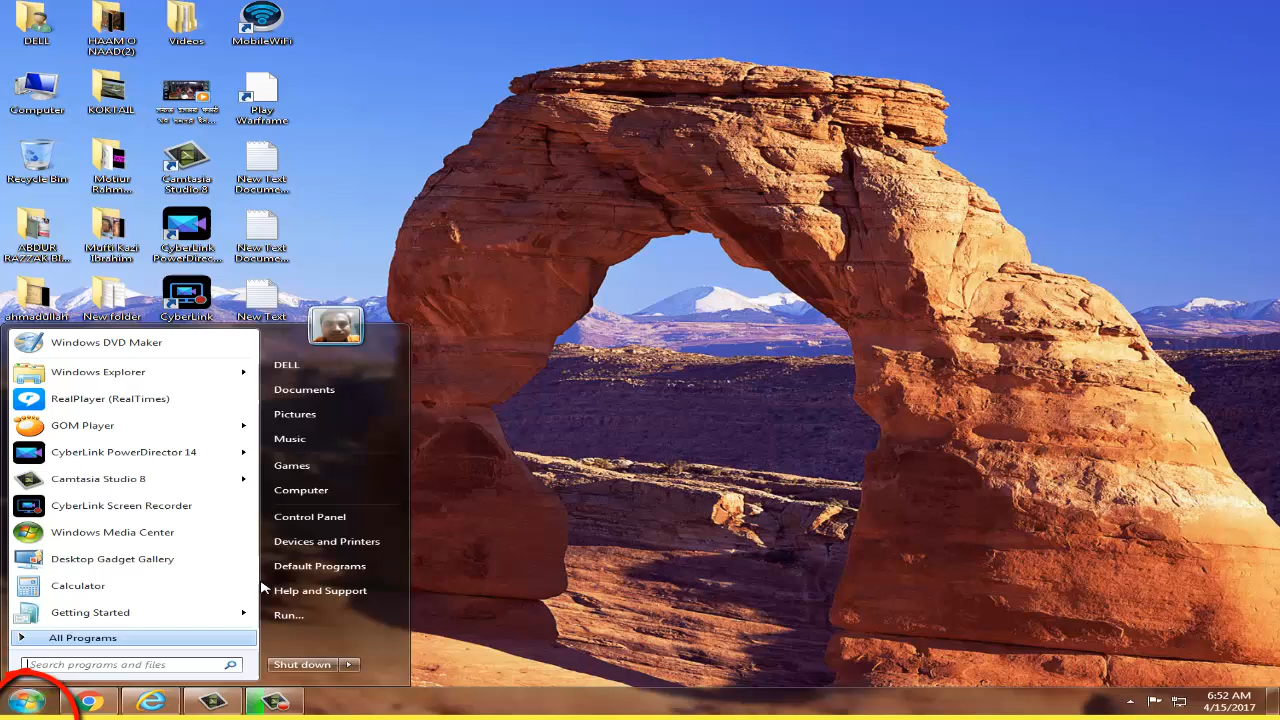 DELL
HAAM O
NAAD(2)
Videos
MobileWiFi
Computer
KOKTAIL
Play
Warframe
Recycle Bin
Motiur
Rahm...
Camtasia
Studio 8
New Text
Docume...
ABDUR
RAZZAK BI...
Mufti Kazi
Ibrahim
CyberLink
PowerDirec...
New Text
Docume...
ahmadullah
New folder
CyberLink
New Text
Windows DVD Maker
Windows Explorer
RealPlayer (RealTimes)
GOM Player
CyberLink PowerDirector 14
Camtasia Studio 8
CyberLink Screen Recorder
Windows Media Center
Desktop Gadget Gallery
Calculator
Getting Started
All Programs
Search programs and files
DELL
Documents
Pictures
Music
Games
Computer
Control Panel
Devices and Printers
Default Programs
Help and Support
Run...
Shut down
6:52 AM
4/15/2017